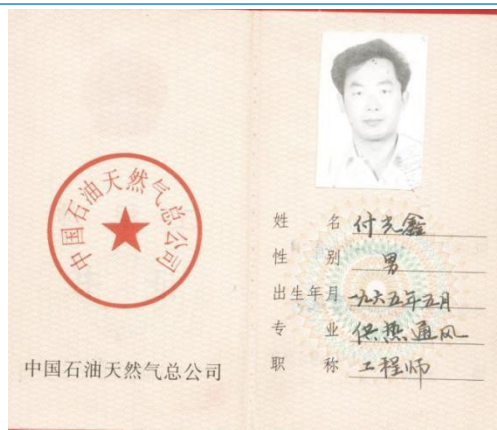 中国石油天然气总公司
中国石油天然气总公司
姓 名 付光鑫
性 别 男
出生年月 一九六五年五月
专 业 供热通风
职 称 工程师